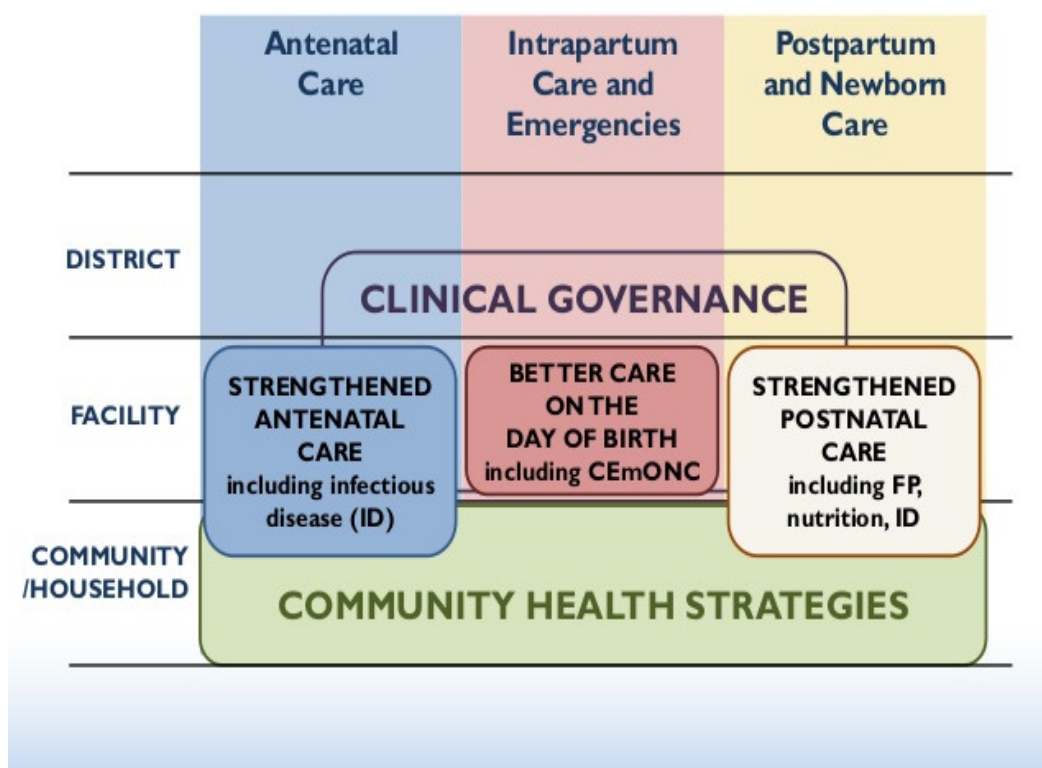 Antenatal
Care
Intrapartum
Care and
Emergencies
Postpartum
and Newborn
Care
DISTRICT
CLINICAL GOVERNANCE
FACILITY
STRENGTHENED
ANTENATAL
CARE
including infectious
disease (ID)
BETTER CARE
ON THE
DAY OF BIRTH
including CEmONC
STRENGTHENED
POSTNATAL
CARE
including FP,
nutrition, ID
COMMUNITY
/HOUSEHOLD
COMMUNITY HEALTH STRATEGIES